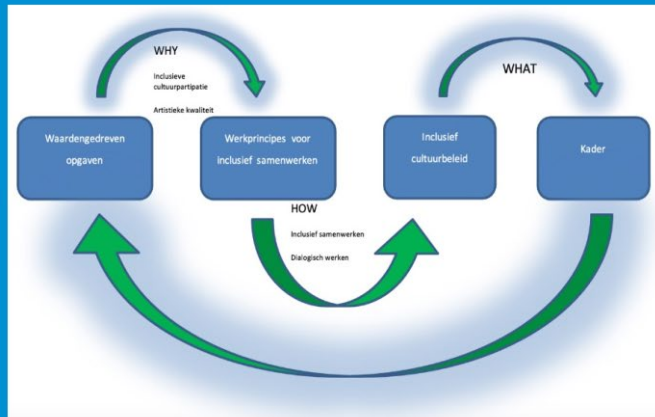 WHY
Inclusieve
cultuurpartipatie
Artistieke kwaliteit
WHAT
Waardengedreven
opgaven
Werkprincipes voor
inclusief samenwerken
Inclusief
cultuurbeleid
Kader
HOW
Inclusief samenwerken
Dialogisch werken